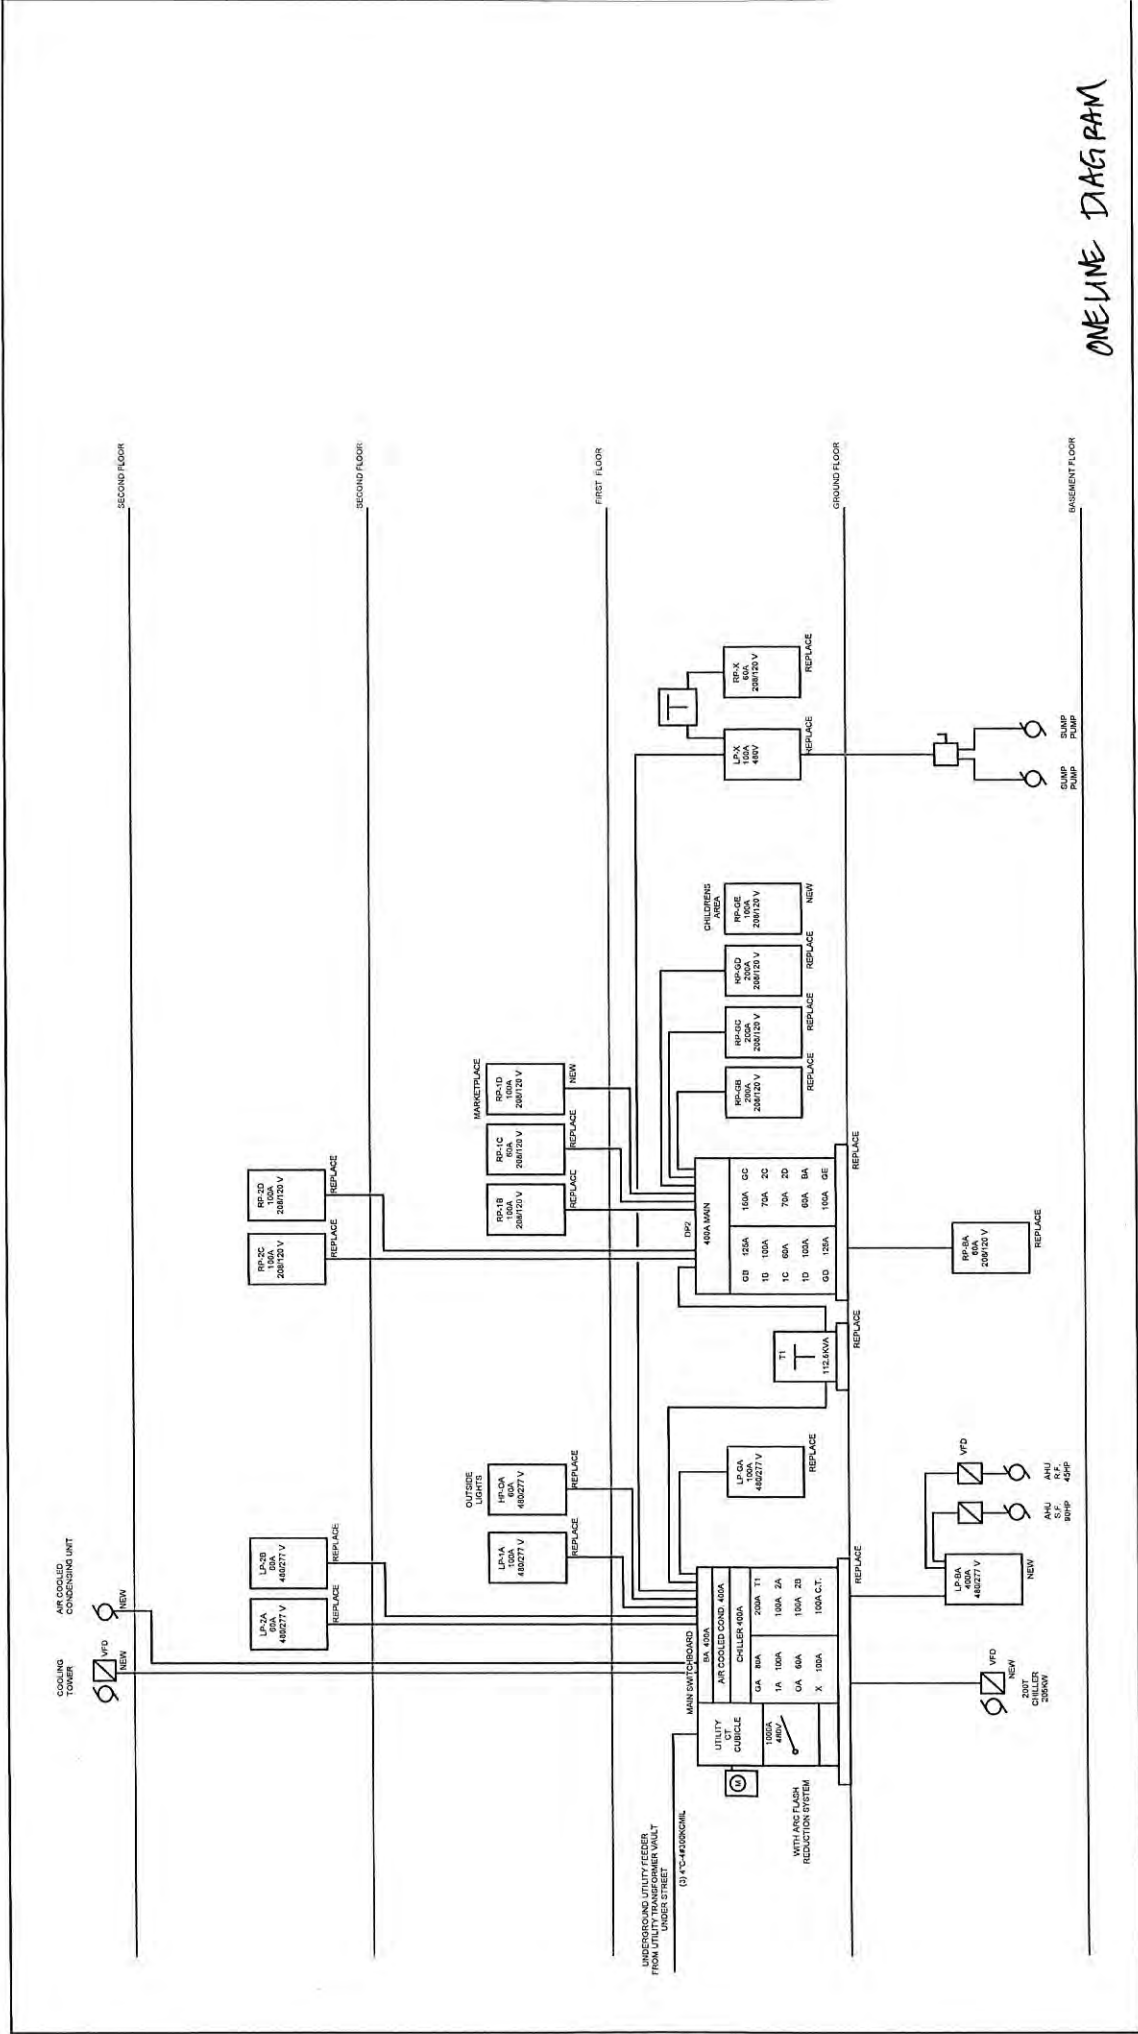 COOLING
TOWER
VFD
NEW
AIR COOLED
CONDENSING UNIT
NEW
SECOND FLOOR
LP-2A
60A
480/277 V
REPLACE
LP-2B
60A
480/277 V
REPLACE
RP-2C
100A
208/120 V
REPLACE
RP-2D
100A
208/120 V
REPLACE
SECOND FLOOR
OUTSIDE
LIGHTS
LP-1A
100A
480/277 V
REPLACE
HP-OA
60A
480/277 V
REPLACE
MARKETPLACE
RP-1B
100A
208/120 V
REPLACE
RP-1C
60A
208/120 V
REPLACE
RP-1D
100A
208/120 V
NEW
FIRST FLOOR
UNDERGROUND UTILITY FEEDER
FROM UTILITY TRANSFORMER VAULT
UNDER STREET
(3) 4"C-4#300KCMIL
MAIN SWITCHBOARD
M
UTILITY
CT
CUBICLE
1000A
480V
WITH ARC FLASH
REDUCTION SYSTEM
BA 400A
AIR COOLED COND. 400A
CHILLER 400A
GA 80A 200A T1
1A 100A 100A 2A
OA 60A 100A 2B
X 100A 100A C.T.
REPLACE
LP-GA
100A
480/277 V
REPLACE
T1
112.5KVA
REPLACE
DP2
400A MAIN
GB 125A 150A GC
1B 100A 70A 2C
1C 60A 70A 2D
1D 100A 60A BA
GD 125A 100A GE
REPLACE
RP-GB
200A
208/120 V
REPLACE
RP-GC
200A
208/120 V
REPLACE
RP-GD
200A
208/120 V
REPLACE
CHILDRENS
AREA
RP-GE
100A
208/120 V
NEW
LP-X
100A
480V
REPLACE
RP-X
60A
208/120 V
REPLACE
GROUND FLOOR
VFD
NEW
200T
CHILLER
205KW
LP-BA
400A
480/277 V
NEW
VFD
AHU
S.F.
90HP
AHU
R.F.
45HP
RP-BA
60A
208/120 V
REPLACE
SUMP
PUMP
SUMP
PUMP
BASEMENT FLOOR
ONELINE DIAGRAM